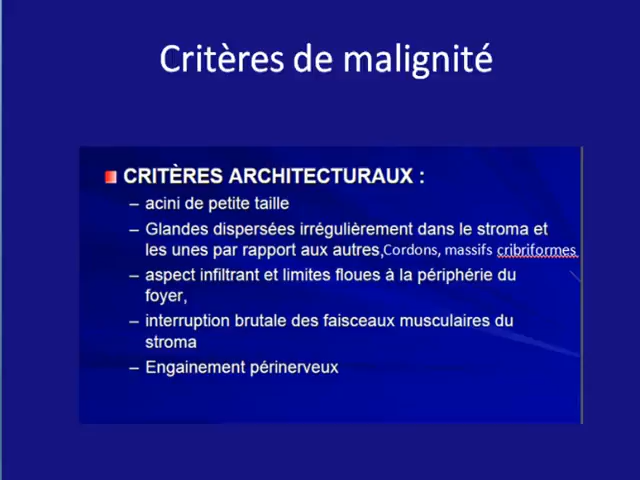 Critères de malignité
CRITÈRES ARCHITECTURAUX :
– acini de petite taille
– Glandes dispersées irrégulièrement dans le stroma et
les unes par rapport aux autres,Cordons, massifs cribriformes
– aspect infiltrant et limites floues à la périphérie du
foyer,
– interruption brutale des faisceaux musculaires du
stroma
– Engainement périnerveux